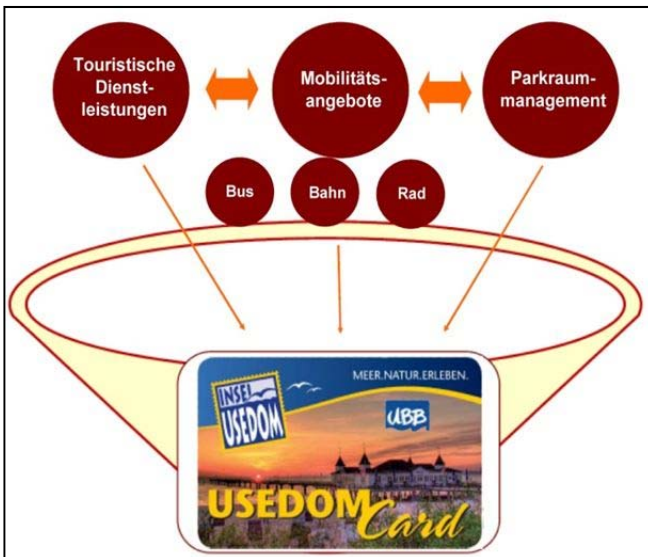 Touristische
Dienst-
leistungen
Mobilitäts-
angebote
Parkraum-
management
Bus
Bahn
Rad
MEER.NATUR.ERLEBEN.
INSEL
USEDOM
UBB
USEDOM
Card